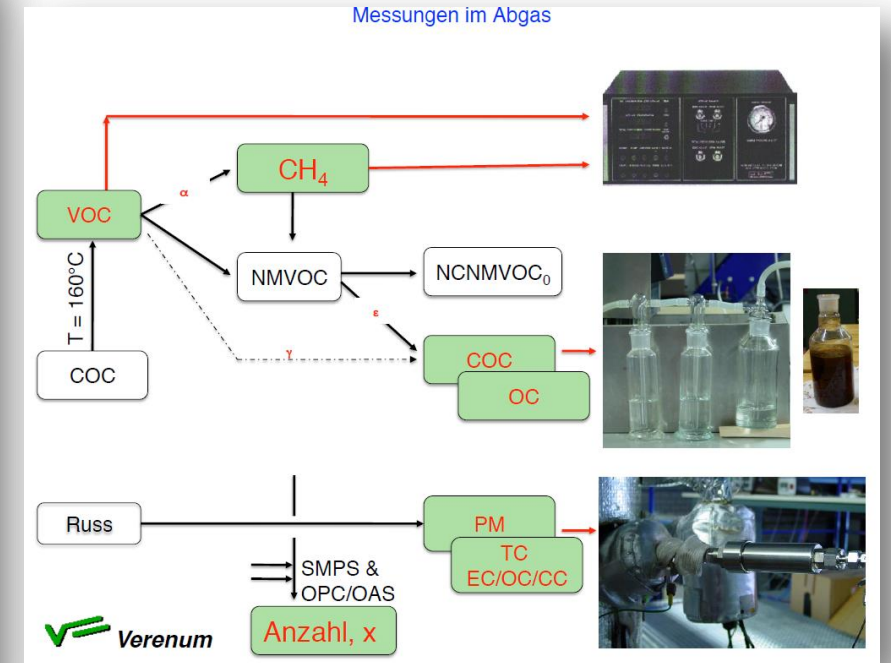 Messungen im Abgas
CH₄
α
VOC
NMVOC
NCNMVOC₀
T = 160°C
ε
γ
COC
COC
OC
Russ
PM
TC
EC/OC/CC
SMPS &
OPC/OAS
Anzahl, x
Verenum